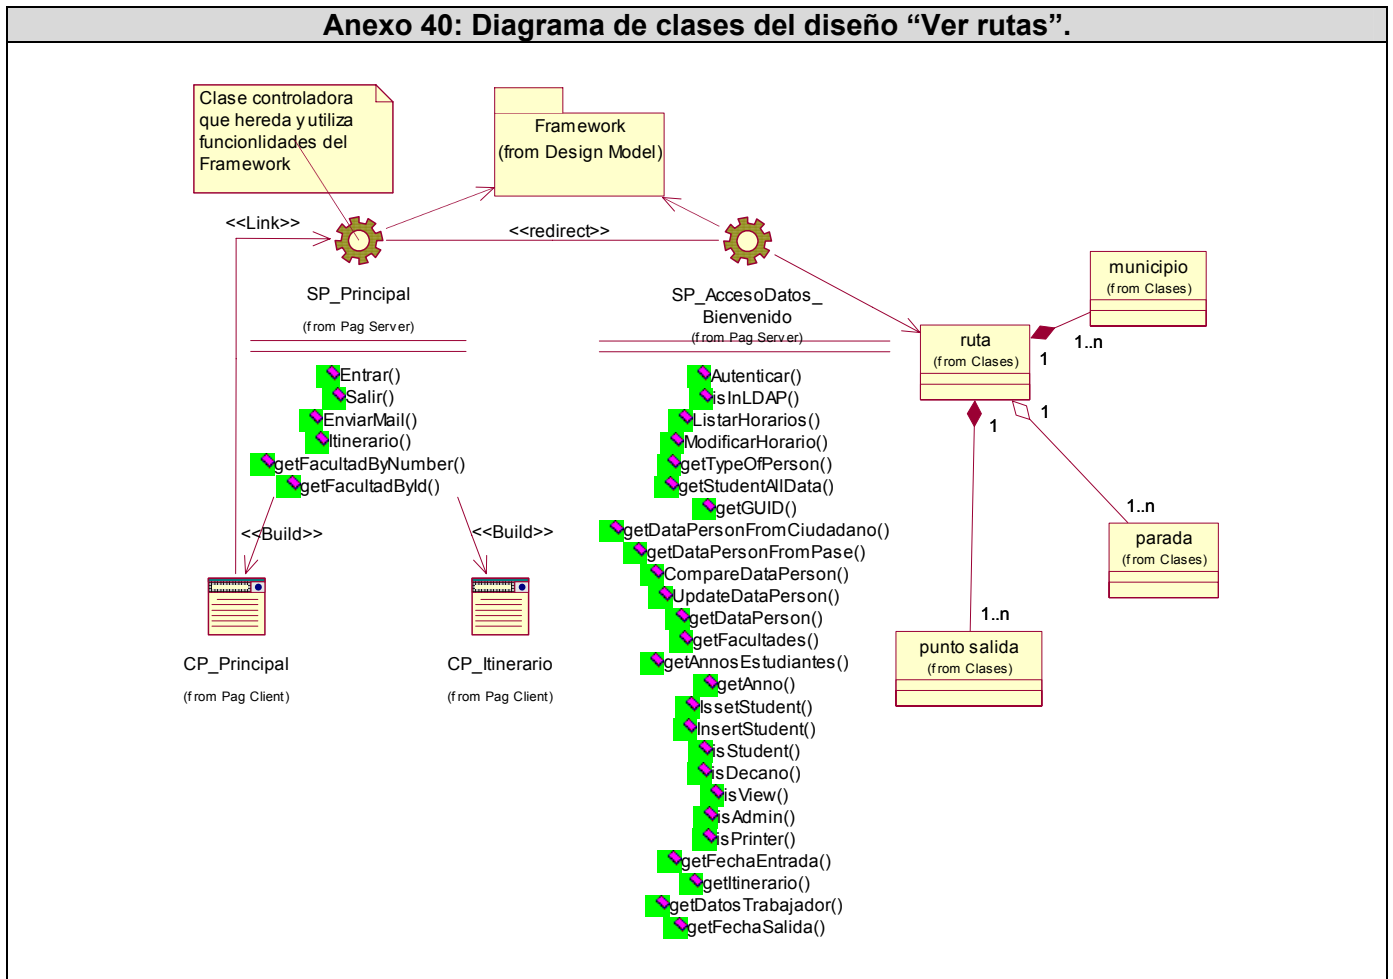 Anexo 40: Diagrama de clases del diseño “Ver rutas”.
Clase controladora
que hereda y utiliza
funcionlidades del
Framework
Framework
(from Design Model)
<<Link>>
<<redirect>>
SP_Principal
(from Pag Server)
Entrar()
Salir()
EnviarMail()
Itinerario()
getFacultadByNumber()
getFacultadById()
<<Build>>
<<Build>>
CP_Principal
(from Pag Client)
CP_Itinerario
(from Pag Client)
SP_AccesoDatos_
Bienvenido
(from Pag Server)
Autenticar()
isInLDAP()
ListarHorarios()
ModificarHorario()
getTypeOfPerson()
getStudentAllData()
getGUID()
getDataPersonFromCiudadano()
getDataPersonFromPase()
CompareDataPerson()
UpdateDataPerson()
getDataPerson()
getFacultades()
getAnnosEstudiantes()
getAnno()
IssetStudent()
InsertStudent()
isStudent()
isDecano()
isView()
isAdmin()
isPrinter()
getFechaEntrada()
getItinerario()
getDatosTrabajador()
getFechaSalida()
municipio
(from Clases)
1..n
1
ruta
(from Clases)
1
1
1..n
parada
(from Clases)
1..n
punto salida
(from Clases)